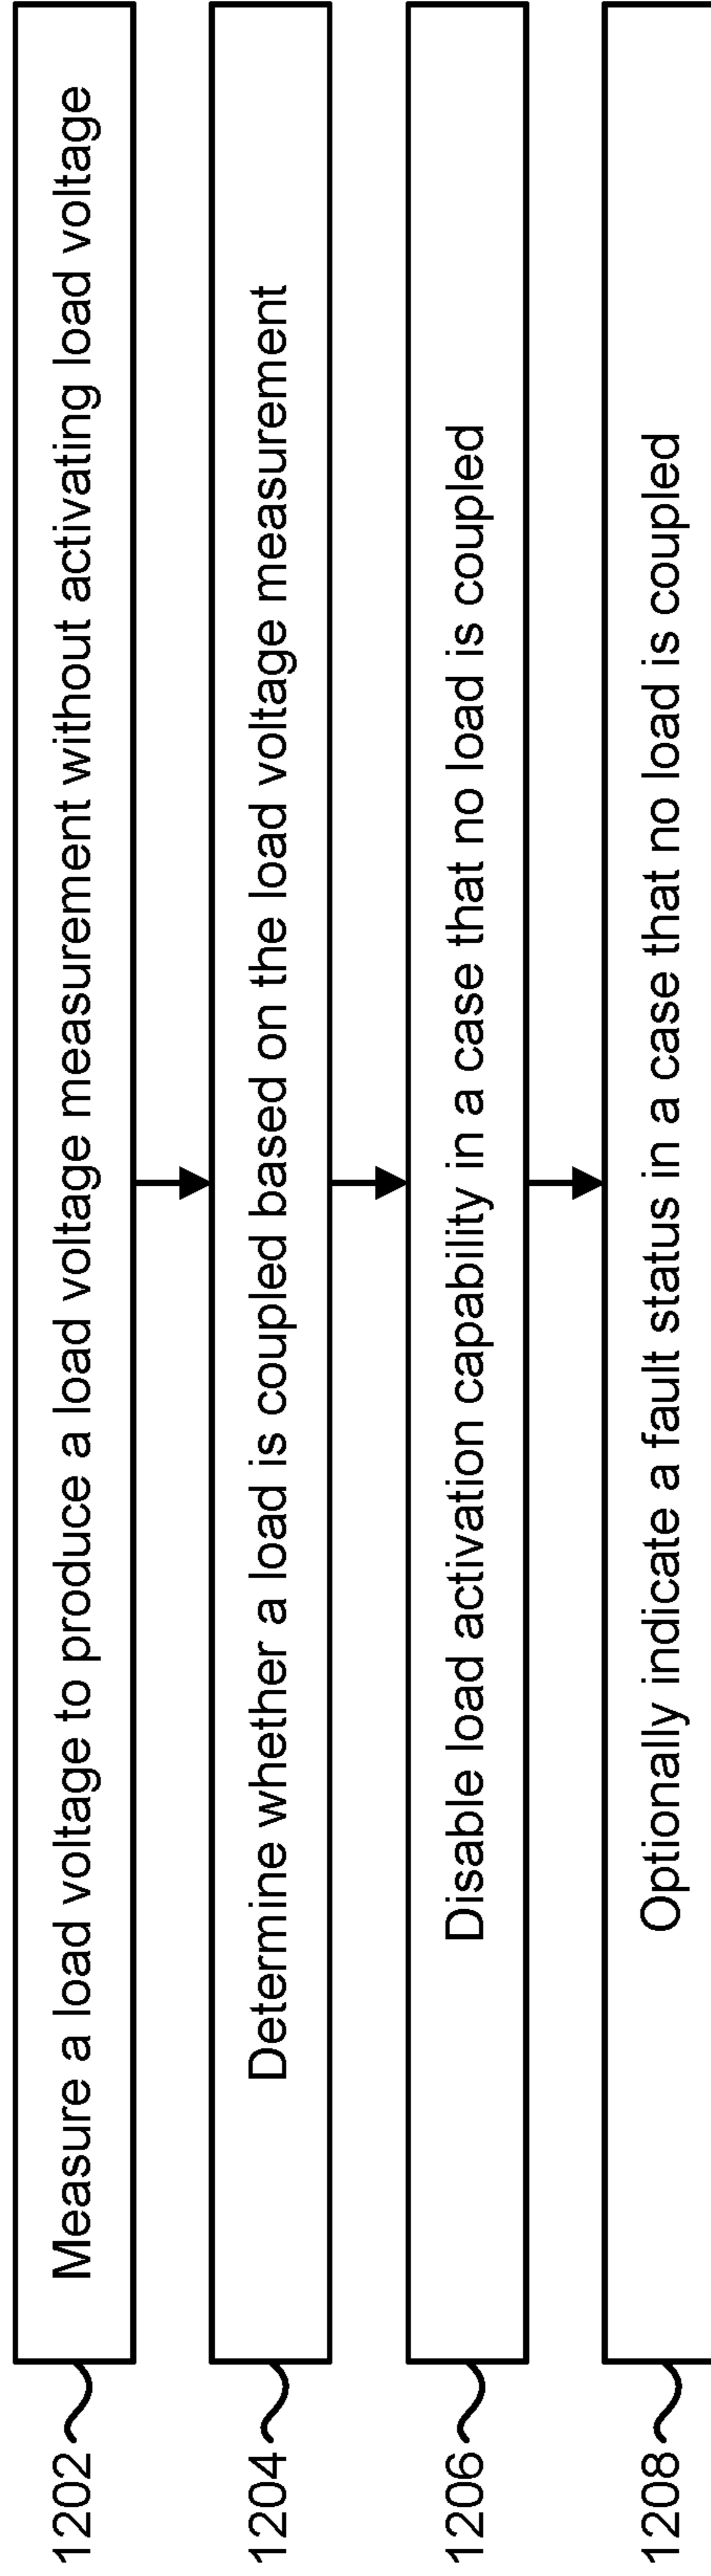 1202
Measure a load voltage to produce a load voltage measurement without activating load voltage
1204
Determine whether a load is coupled based on the load voltage measurement
1206
Disable load activation capability in a case that no load is coupled
1208
Optionally indicate a fault status in a case that no load is coupled